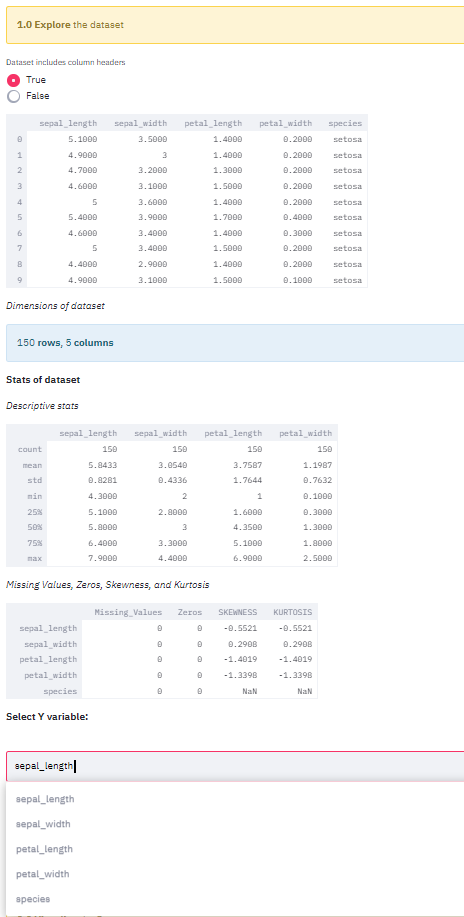 1.0 Explore the dataset
Dataset includes column headers
True
False
sepal_length sepal_width petal_length petal_width species
0 5.1000 3.5000 1.4000 0.2000 setosa
1 4.9000 3 1.4000 0.2000 setosa
2 4.7000 3.2000 1.3000 0.2000 setosa
3 4.6000 3.1000 1.5000 0.2000 setosa
4 5 3.6000 1.4000 0.2000 setosa
5 5.4000 3.9000 1.7000 0.4000 setosa
6 4.6000 3.4000 1.4000 0.3000 setosa
7 5 3.4000 1.5000 0.2000 setosa
8 4.4000 2.9000 1.4000 0.2000 setosa
9 4.9000 3.1000 1.5000 0.1000 setosa
Dimensions of dataset
150 rows, 5 columns
Stats of dataset
Descriptive stats
sepal_length sepal_width petal_length petal_width
count 150 150 150 150
mean 5.8433 3.0540 3.7587 1.1987
std 0.8281 0.4336 1.7644 0.7632
min 4.3000 2 1 0.1000
25% 5.1000 2.8000 1.6000 0.3000
50% 5.8000 3 4.3500 1.3000
75% 6.4000 3.3000 5.1000 1.8000
max 7.9000 4.4000 6.9000 2.5000
Missing Values, Zeros, Skewness, and Kurtosis
Missing_Values Zeros SKEWNESS KURTOSIS
sepal_length 0 0 -0.5521 -0.5521
sepal_width 0 0 0.2908 0.2908
petal_length 0 0 -1.4019 -1.4019
petal_width 0 0 -1.3398 -1.3398
species 0 0 NaN NaN
Select Y variable:
sepal_length
sepal_length
sepal_width
petal_length
petal_width
species